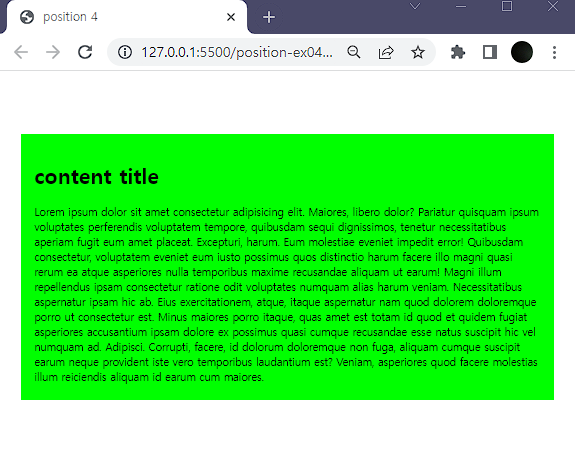 position 4
127.0.0.1:5500/position-ex04...
content title
Lorem ipsum dolor sit amet consectetur adipisicing elit. Maiores, libero dolor? Pariatur quisquam ipsum
voluptates perferendis voluptatem tempore, quibusdam sequi dignissimos, tenetur necessitatibus
aperiam fugit eum amet placeat. Excepturi, harum. Eum molestiae eveniet impedit error! Quibusdam
consectetur, voluptatem eveniet eum iusto possimus quos distinctio harum facere illo magni quasi
rerum ea atque asperiores nulla temporibus maxime recusandae aliquam ut earum! Magni illum
repellendus ipsam consectetur ratione odit voluptates numquam alias harum veniam. Necessitatibus
aspernatur ipsam hic ab. Eius exercitationem, atque, itaque aspernatur nam quod dolorem doloremque
porro ut consectetur est. Minus maiores porro itaque, quas amet est totam id quod et quidem fugiat
asperiores accusantium ipsam dolore ex possimus quasi cumque recusandae esse natus suscipit hic vel
numquam ad. Adipisci. Corrupti, facere, id dolorum doloremque non fuga, aliquam cumque suscipit
earum neque provident iste vero temporibus laudantium est? Veniam, asperiores quod facere molestias
illum reiciendis aliquam id earum cum maiores.